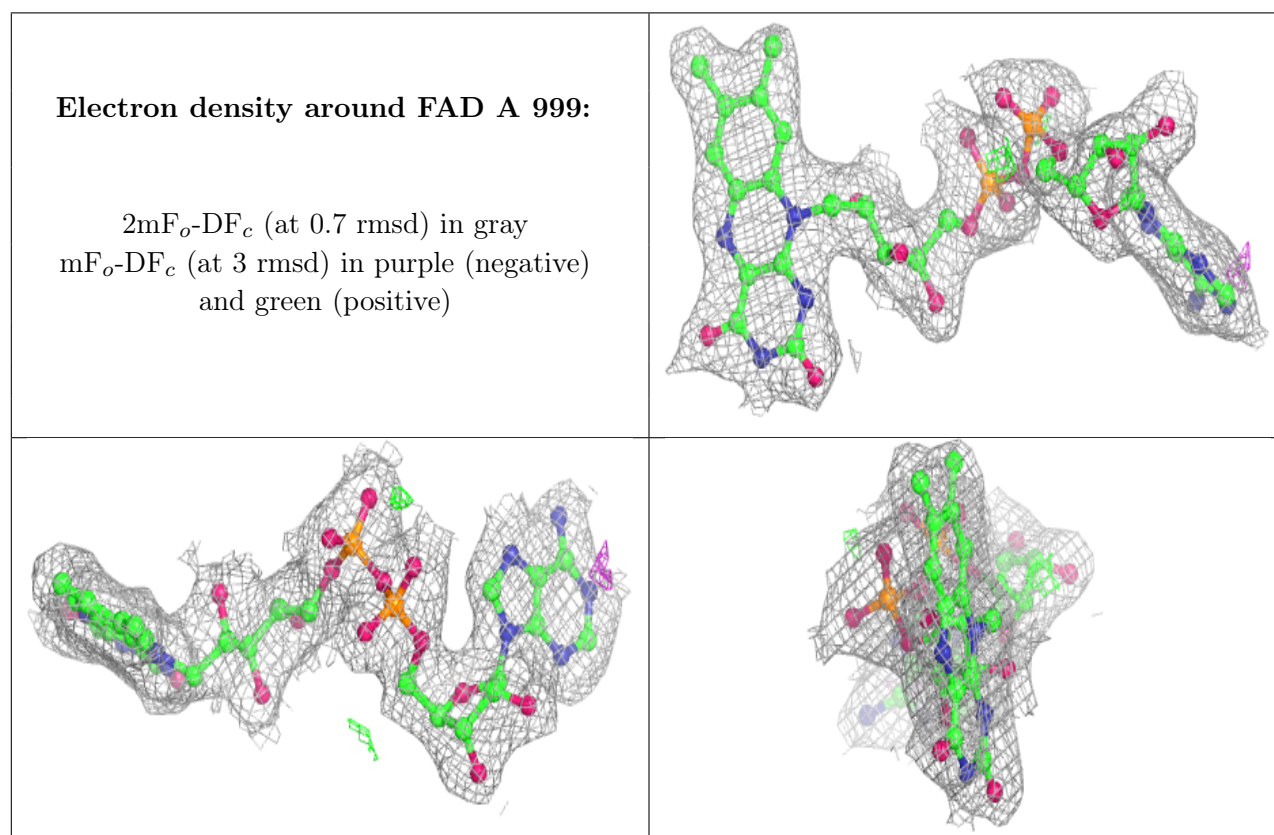 Electron density around FAD A 999:
2mFo-DFc (at 0.7 rmsd) in gray
mFo-DFc (at 3 rmsd) in purple (negative)
and green (positive)